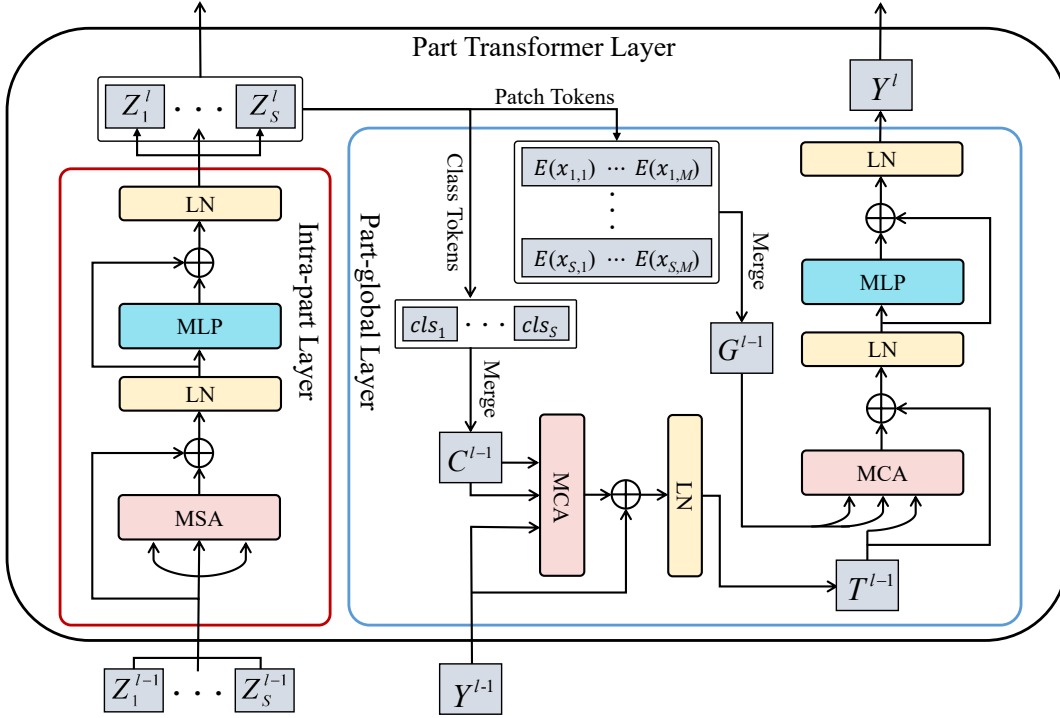 Part Transformer Layer
Z_1^l · · · Z_S^l
Patch Tokens
Y^l
Class Tokens
E(x_{1,1}) ⋯ E(x_{1,M})
·
·
·
E(x_{S,1}) ⋯ E(x_{S,M})
Merge
LN
MLP
LN
MCA
Intra-part Layer
LN
MLP
LN
MSA
Part-global Layer
cls_1 · · · cls_S
Merge
G^{l-1}
C^{l-1}
MCA
LN
T^{l-1}
Z_1^{l-1} · · · Z_S^{l-1}
Y^{l-1}